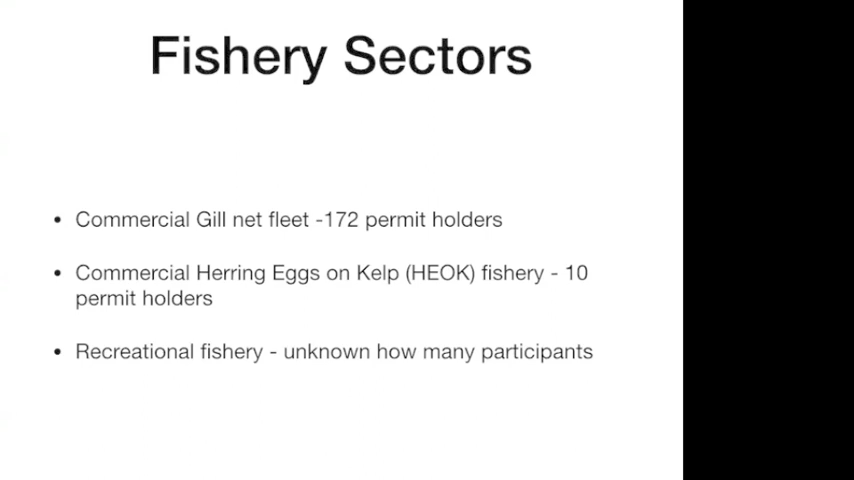 Fishery Sectors
• Commercial Gill net fleet -172 permit holders
• Commercial Herring Eggs on Kelp (HEOK) fishery - 10
permit holders
• Recreational fishery - unknown how many participants